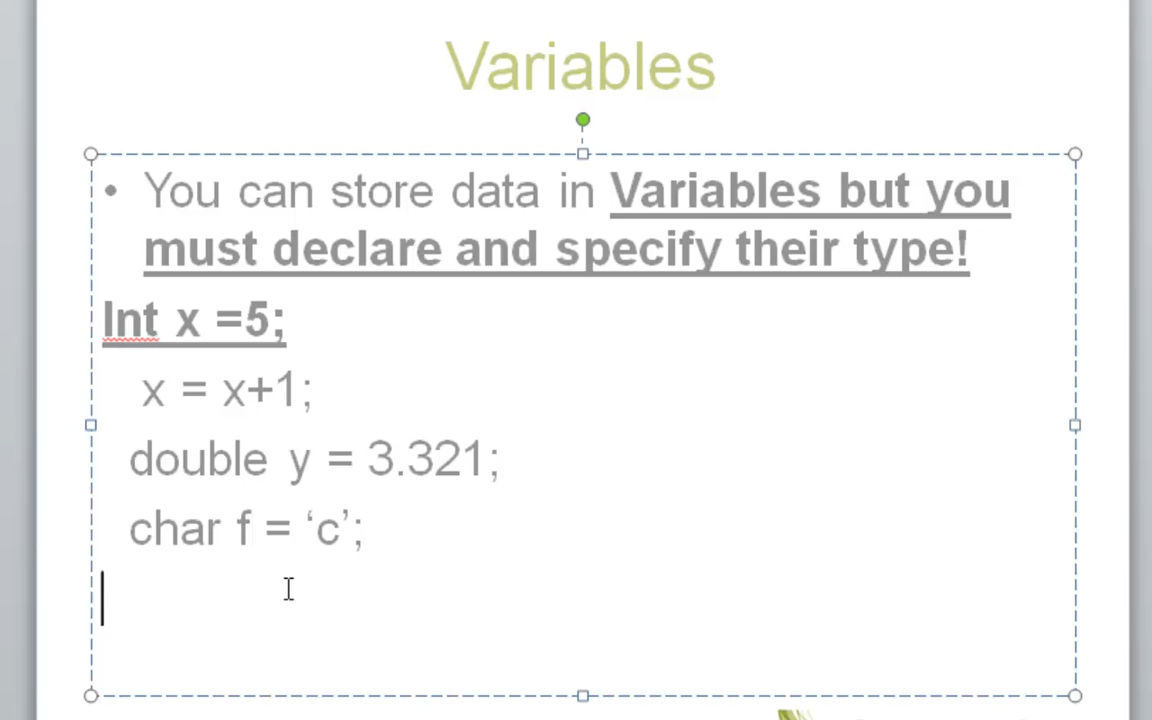 Variables
• You can store data in Variables but you
must declare and specify their type!
Int x =5;
x = x+1;
double y = 3.321;
char f = ‘c’;